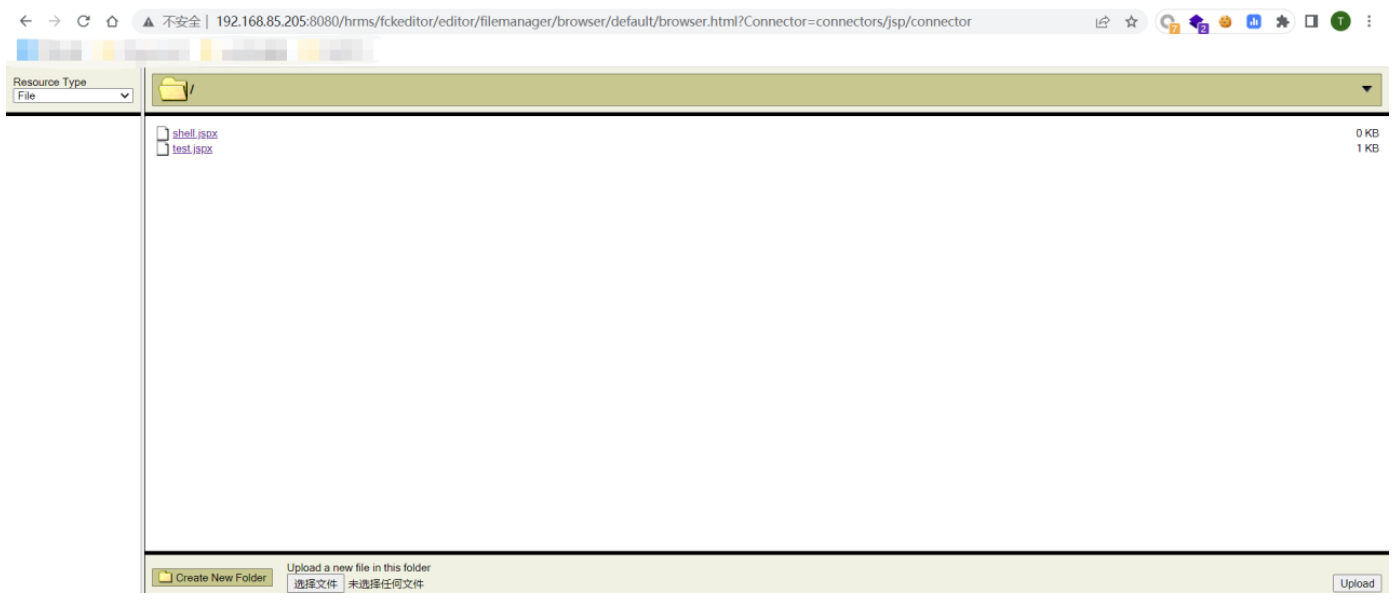 不安全 | 192.168.85.205:8080/hrms/fckeditor/editor/filemanager/browser/default/browser.html?Connector=connectors/jsp/connector
7
2
T
Resource Type
File
/
shell.jspx 0 KB
test.jspx 1 KB
Create New Folder
Upload a new file in this folder
选择文件 未选择任何文件
Upload